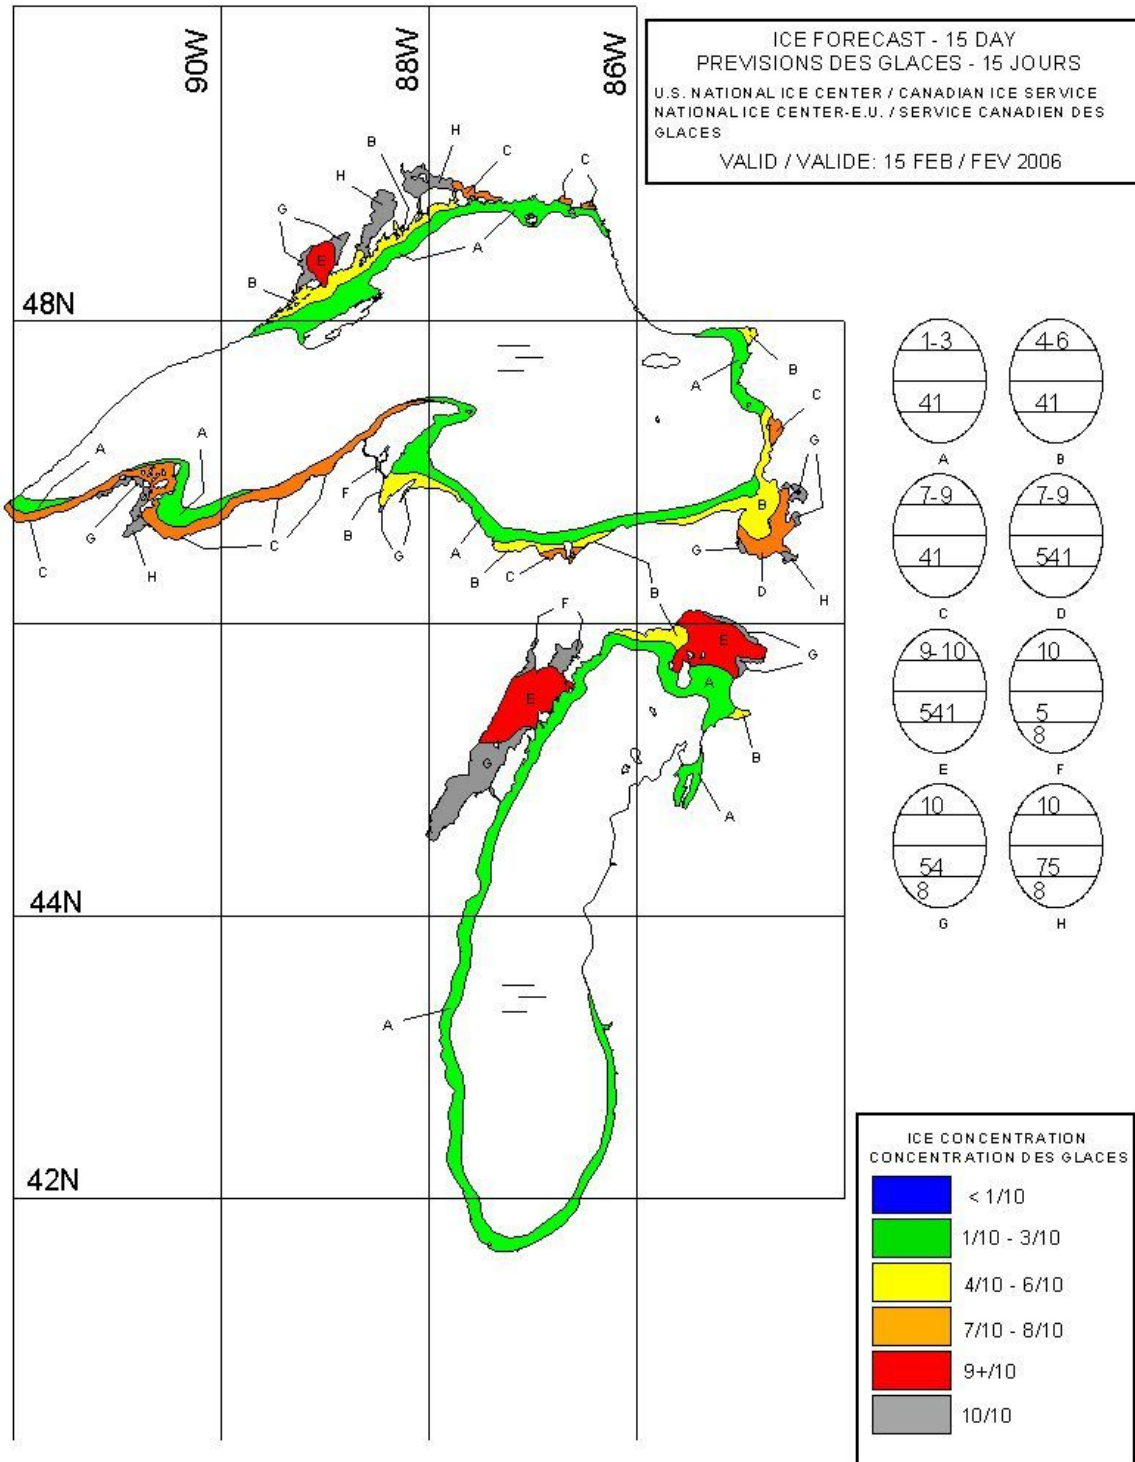 90W
88W
86W
ICE FORECAST - 15 DAY
PREVISIONS DES GLACES - 15 JOURS
U.S. NATIONAL ICE CENTER / CANADIAN ICE SERVICE
NATIONAL ICE CENTER-E.U. / SERVICE CANADIEN DES
GLACES
VALID / VALIDE: 15 FEB / FEV 2006
H
B
H
C
C
G
A
E
B
48N
A
B
C
A
A
G
F
B
G
B
G
A
G
C
H
C
B
C
B
D
H
F
E
G
E
A
B
G
A
44N
A
42N
1-3
41
A
4-6
41
B
7-9
41
C
7-9
541
D
9-10
541
E
10
5
8
F
10
54
8
G
10
75
8
H
ICE CONCENTRATION
CONCENTRATION DES GLACES
< 1/10
1/10 - 3/10
4/10 - 6/10
7/10 - 8/10
9+/10
10/10